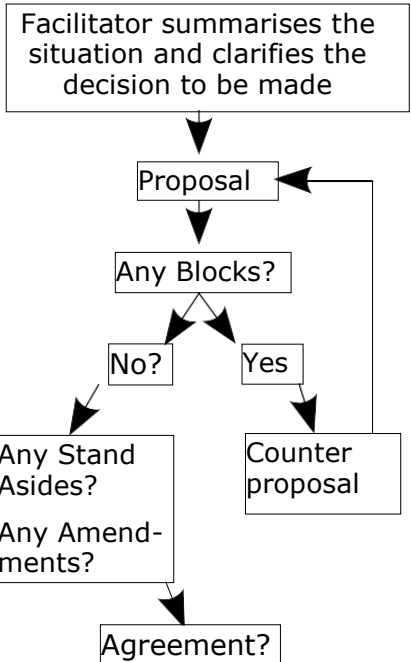 Facilitator summarises the
situation and clarifies the
decision to be made
Proposal
Any Blocks?
No?
Yes
Any Stand
Asides?
Any Amend-
ments?
Counter
proposal
Agreement?